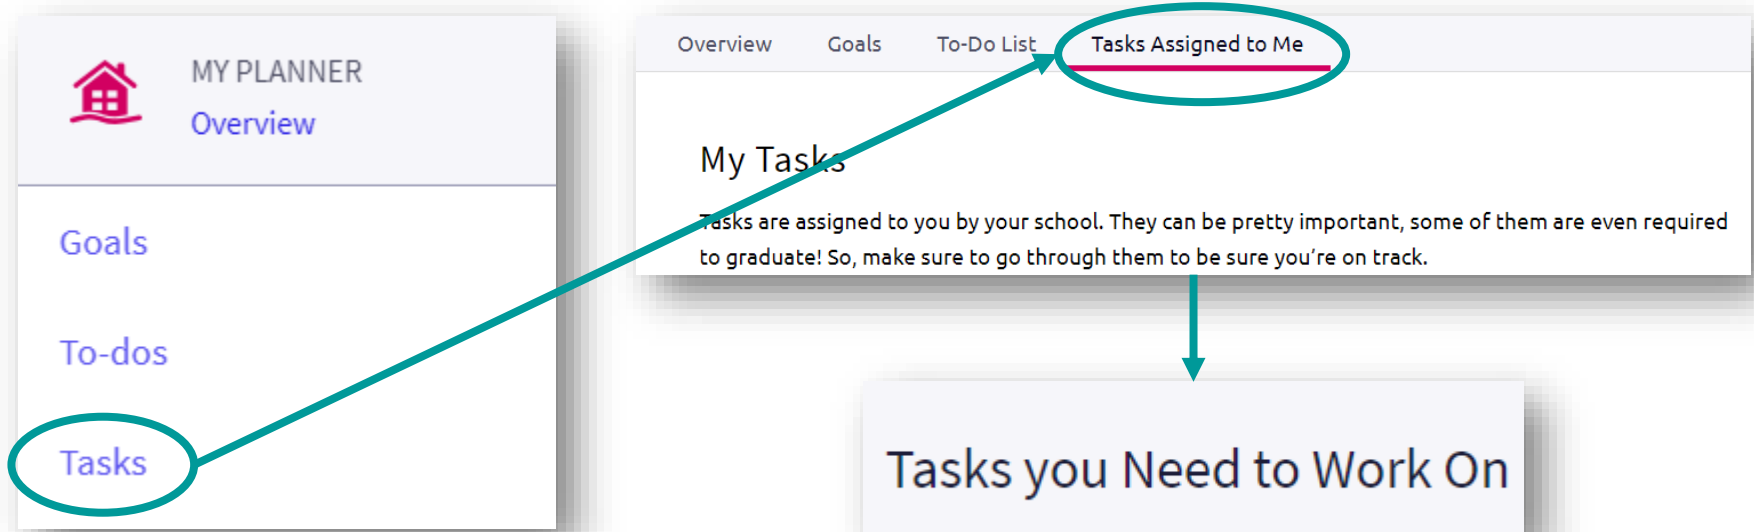 MY PLANNER
Overview
Goals
To-dos
Tasks
Overview Goals To-Do List Tasks Assigned to Me
My Tasks
Tasks are assigned to you by your school. They can be pretty important, some of them are even required
to graduate! So, make sure to go through them to be sure you're on track.
Tasks you Need to Work On